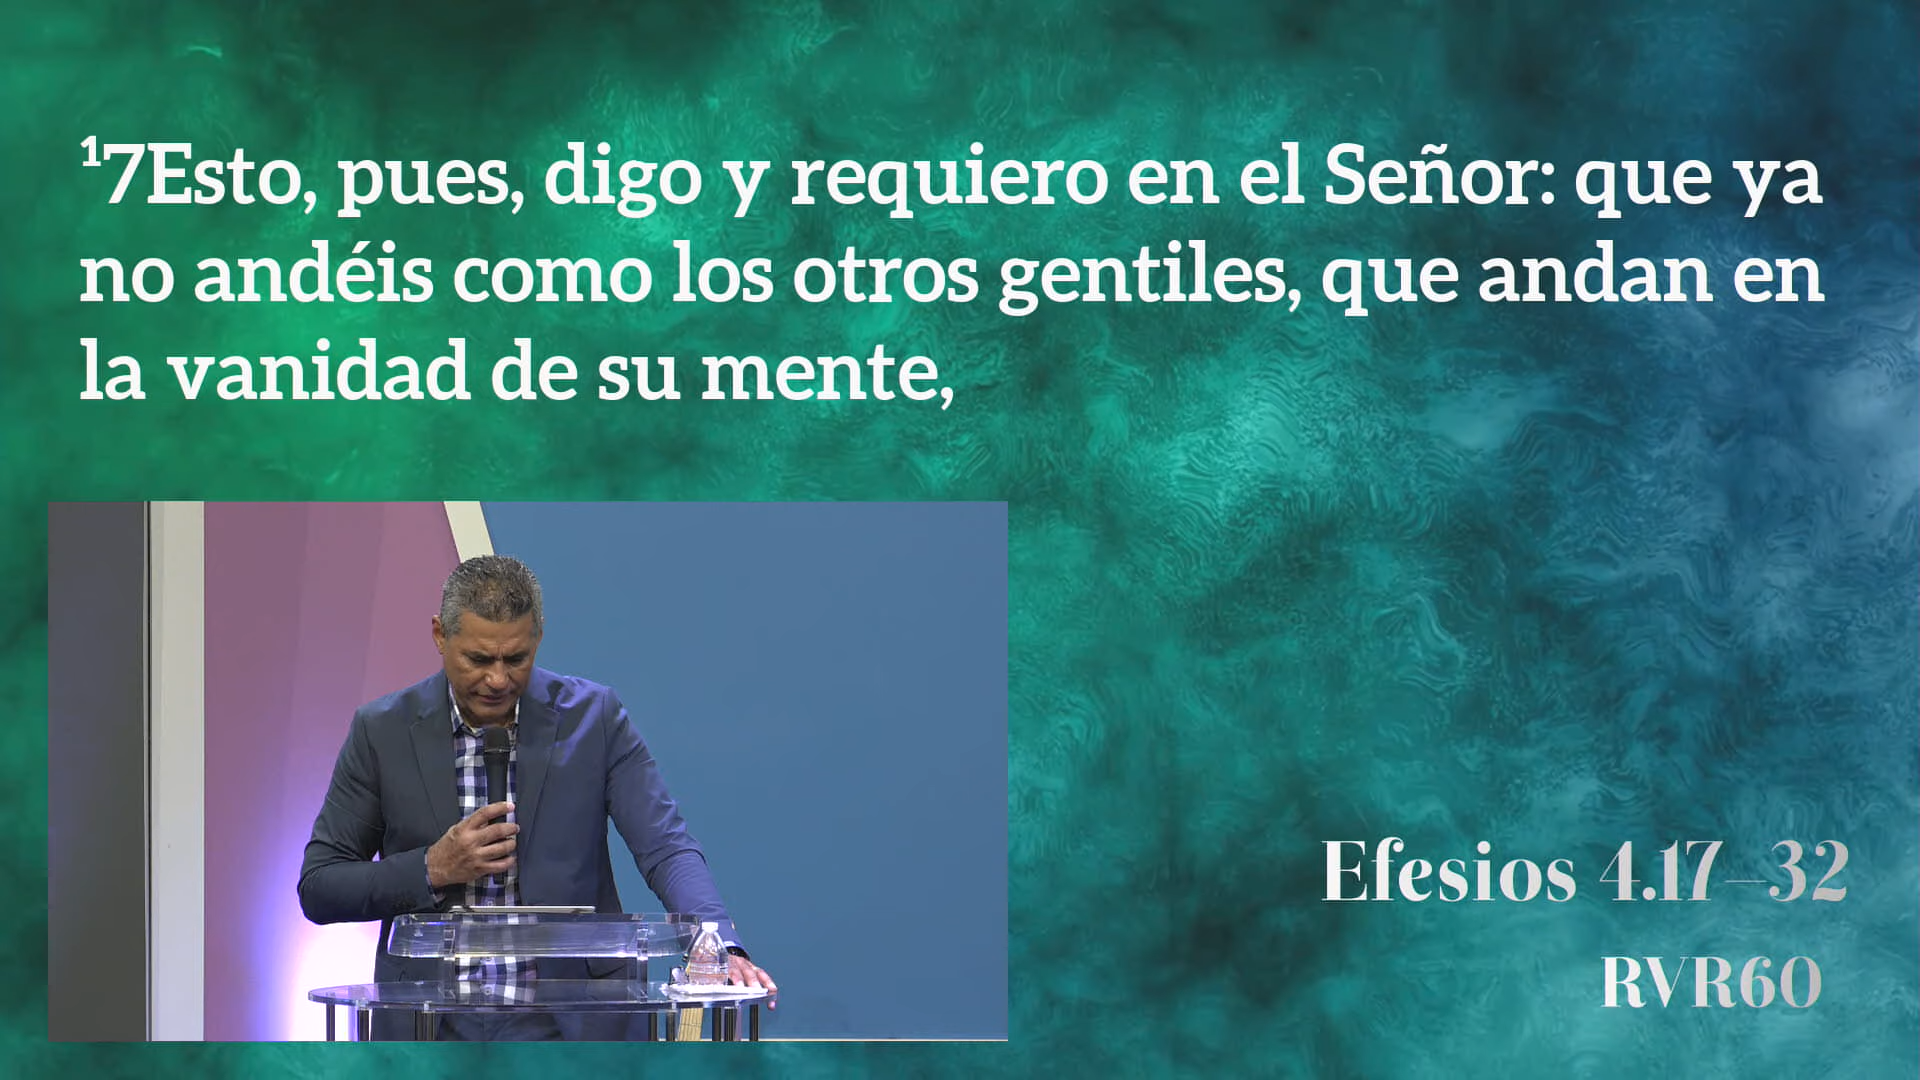 ¹7Esto, pues, digo y requiero en el Señor: que ya
no andéis como los otros gentiles, que andan en
la vanidad de su mente,
Efesios 4.17–32
RVR60